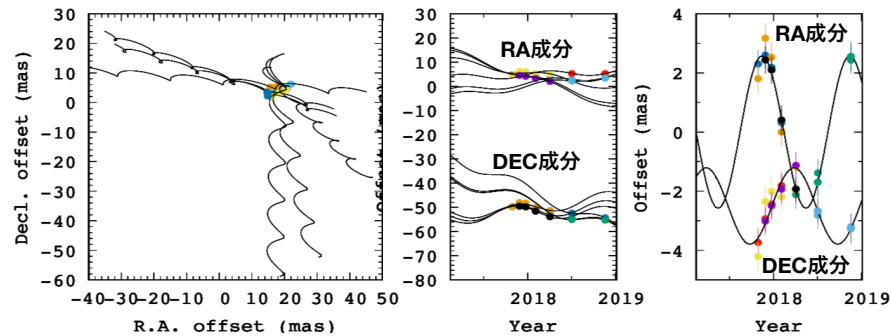 30
20
10
0
-10
-20
-30
-40
-50
-60
-40-30-20-10 0 10 20 30 40 50
Decl. offset (mas)
R.A. offset (mas)
30
20
10
0
-10
-20
-30
-40
-50
-60
-70
-80
RA成分
DEC成分
2018 2019
Year
4
2
0
-2
-4
Offset (mas)
RA成分
DEC成分
2018 2019
Year